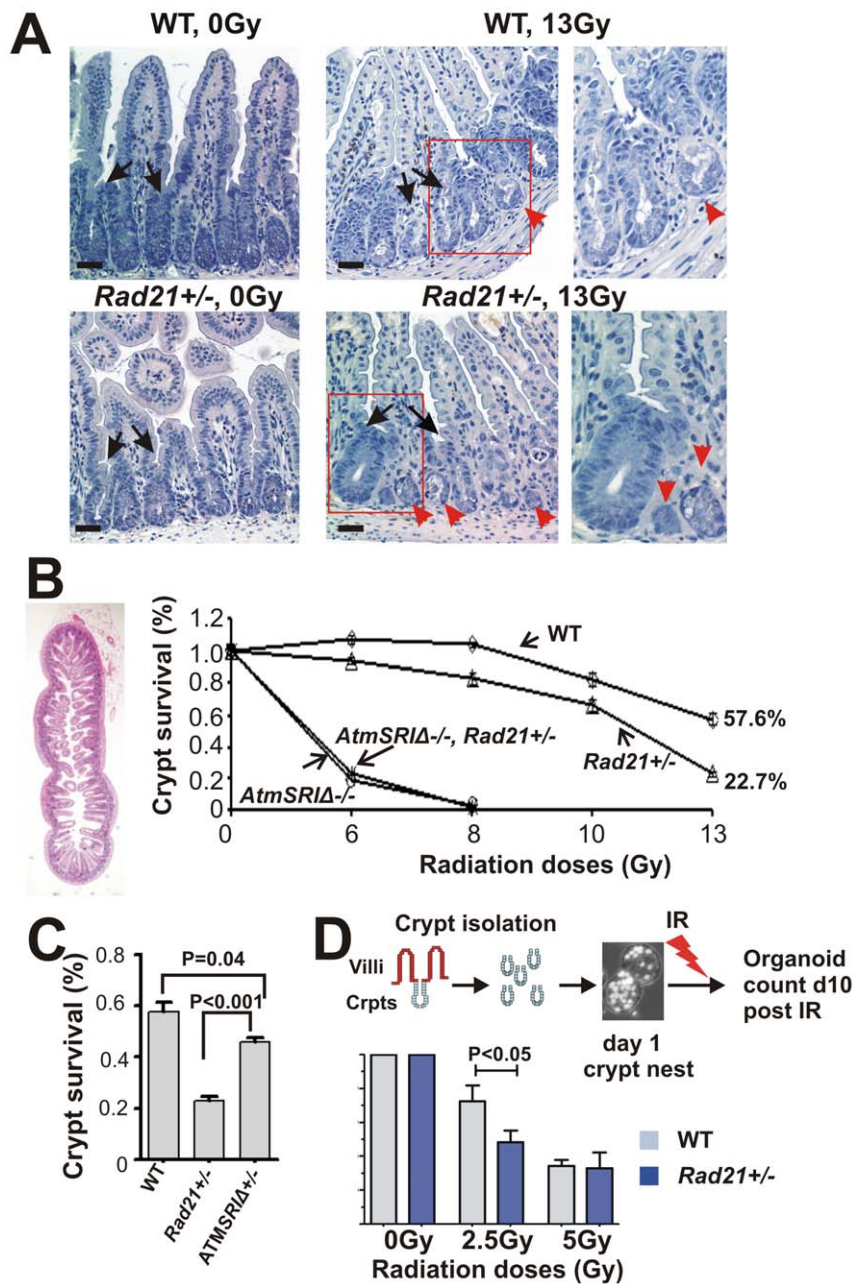 A
WT, 0Gy
WT, 13Gy
Rad21+/-, 0Gy
Rad21+/-, 13Gy
B
Crypt survival (%)
1.2
1.0
0.8
0.6
0.4
0.2
0
WT
57.6%
Rad21+/-
22.7%
AtmSRIΔ-/-, Rad21+/-
AtmSRIΔ-/-
0
6
8
10
13
Radiation doses (Gy)
C
Crypt survival (%)
0.8
0.6
0.4
0.2
0
P=0.04
P<0.001
WT
Rad21+/-
ATMSRIΔ+/-
D
Crypt isolation
Villi
Crpts
IR
day 1
crypt nest
Organoid
count d10
post IR
P<0.05
WT
Rad21+/-
0Gy
2.5Gy
5Gy
Radiation doses (Gy)